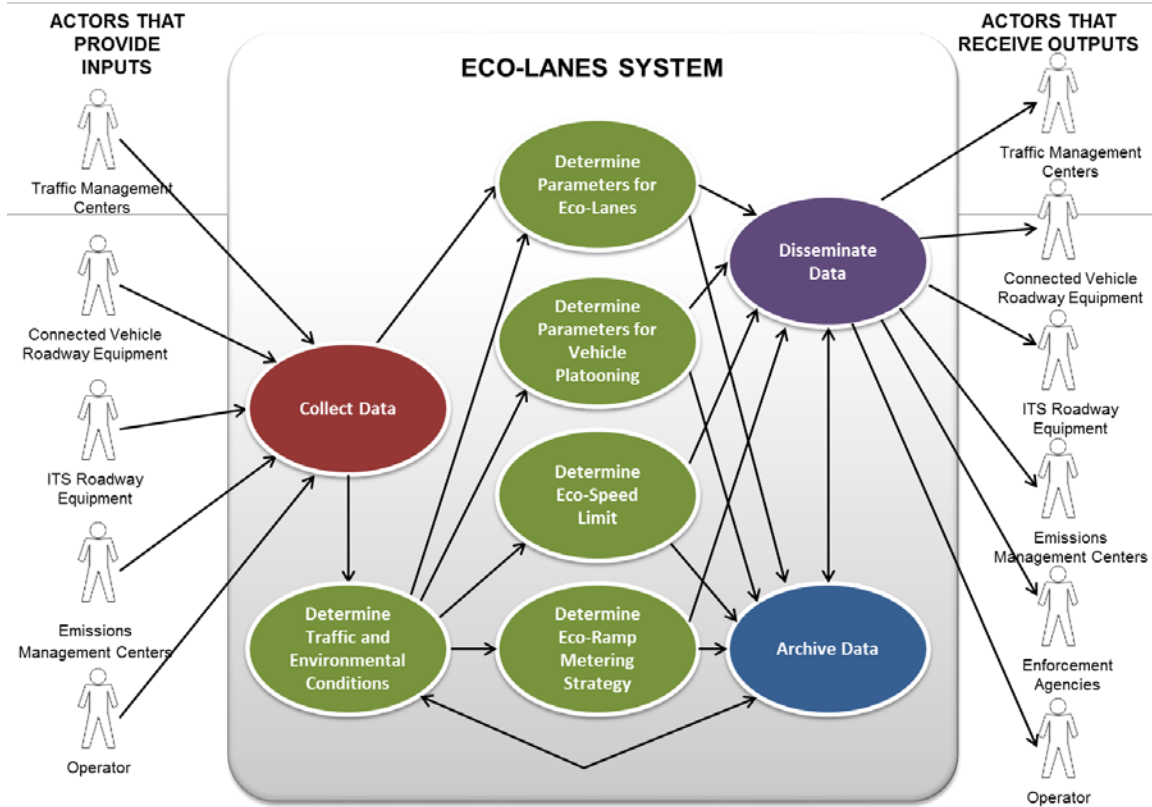 ACTORS THAT
PROVIDE
INPUTS
Traffic Management
Centers
Connected Vehicle
Roadway Equipment
ITS Roadway
Equipment
Emissions
Management Centers
Operator
ECO-LANES SYSTEM
Collect Data
Determine
Traffic and
Environmental
Conditions
Determine
Parameters for
Eco-Lanes
Determine
Parameters for
Vehicle
Platooning
Determine
Eco-Speed
Limit
Determine
Eco-Ramp
Metering
Strategy
Disseminate
Data
Archive Data
ACTORS THAT
RECEIVE OUTPUTS
Traffic Management
Centers
Connected Vehicle
Roadway Equipment
ITS Roadway
Equipment
Emissions
Management Centers
Enforcement
Agencies
Operator